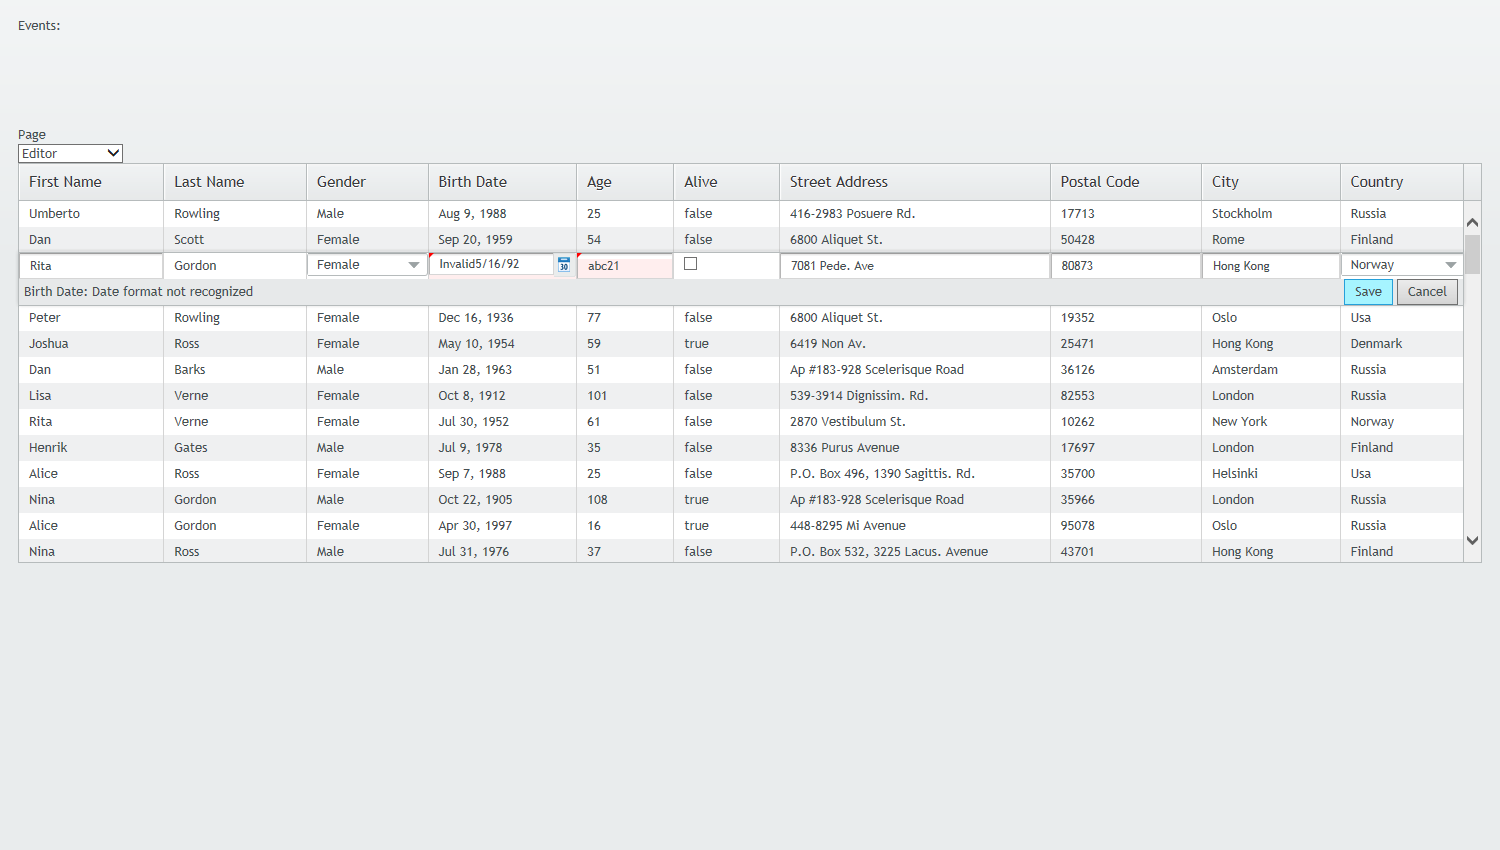 Events:
Page
Editor
First Name Last Name Gender Birth Date Age Alive Street Address Postal Code City Country
Umberto Rowling Male Aug 9, 1988 25 false 416-2983 Posuere Rd. 17713 Stockholm Russia
Dan Scott Female Sep 20, 1959 54 false 6800 Aliquet St. 50428 Rome Finland
Rita Gordon Female Invalid5/16/92 30 abc21 7081 Pede. Ave 80873 Hong Kong Norway
Birth Date: Date format not recognized Save Cancel
Peter Rowling Female Dec 16, 1936 77 false 6800 Aliquet St. 19352 Oslo Usa
Joshua Ross Female May 10, 1954 59 true 6419 Non Av. 25471 Hong Kong Denmark
Dan Barks Male Jan 28, 1963 51 false Ap #183-928 Scelerisque Road 36126 Amsterdam Russia
Lisa Verne Female Oct 8, 1912 101 false 539-3914 Dignissim. Rd. 82553 London Russia
Rita Verne Female Jul 30, 1952 61 false 2870 Vestibulum St. 10262 New York Norway
Henrik Gates Male Jul 9, 1978 35 false 8336 Purus Avenue 17697 London Finland
Alice Ross Female Sep 7, 1988 25 false P.O. Box 496, 1390 Sagittis. Rd. 35700 Helsinki Usa
Nina Gordon Male Oct 22, 1905 108 true Ap #183-928 Scelerisque Road 35966 London Russia
Alice Gordon Female Apr 30, 1997 16 true 448-8295 Mi Avenue 95078 Oslo Russia
Nina Ross Male Jul 31, 1976 37 false P.O. Box 532, 3225 Lacus. Avenue 43701 Hong Kong Finland